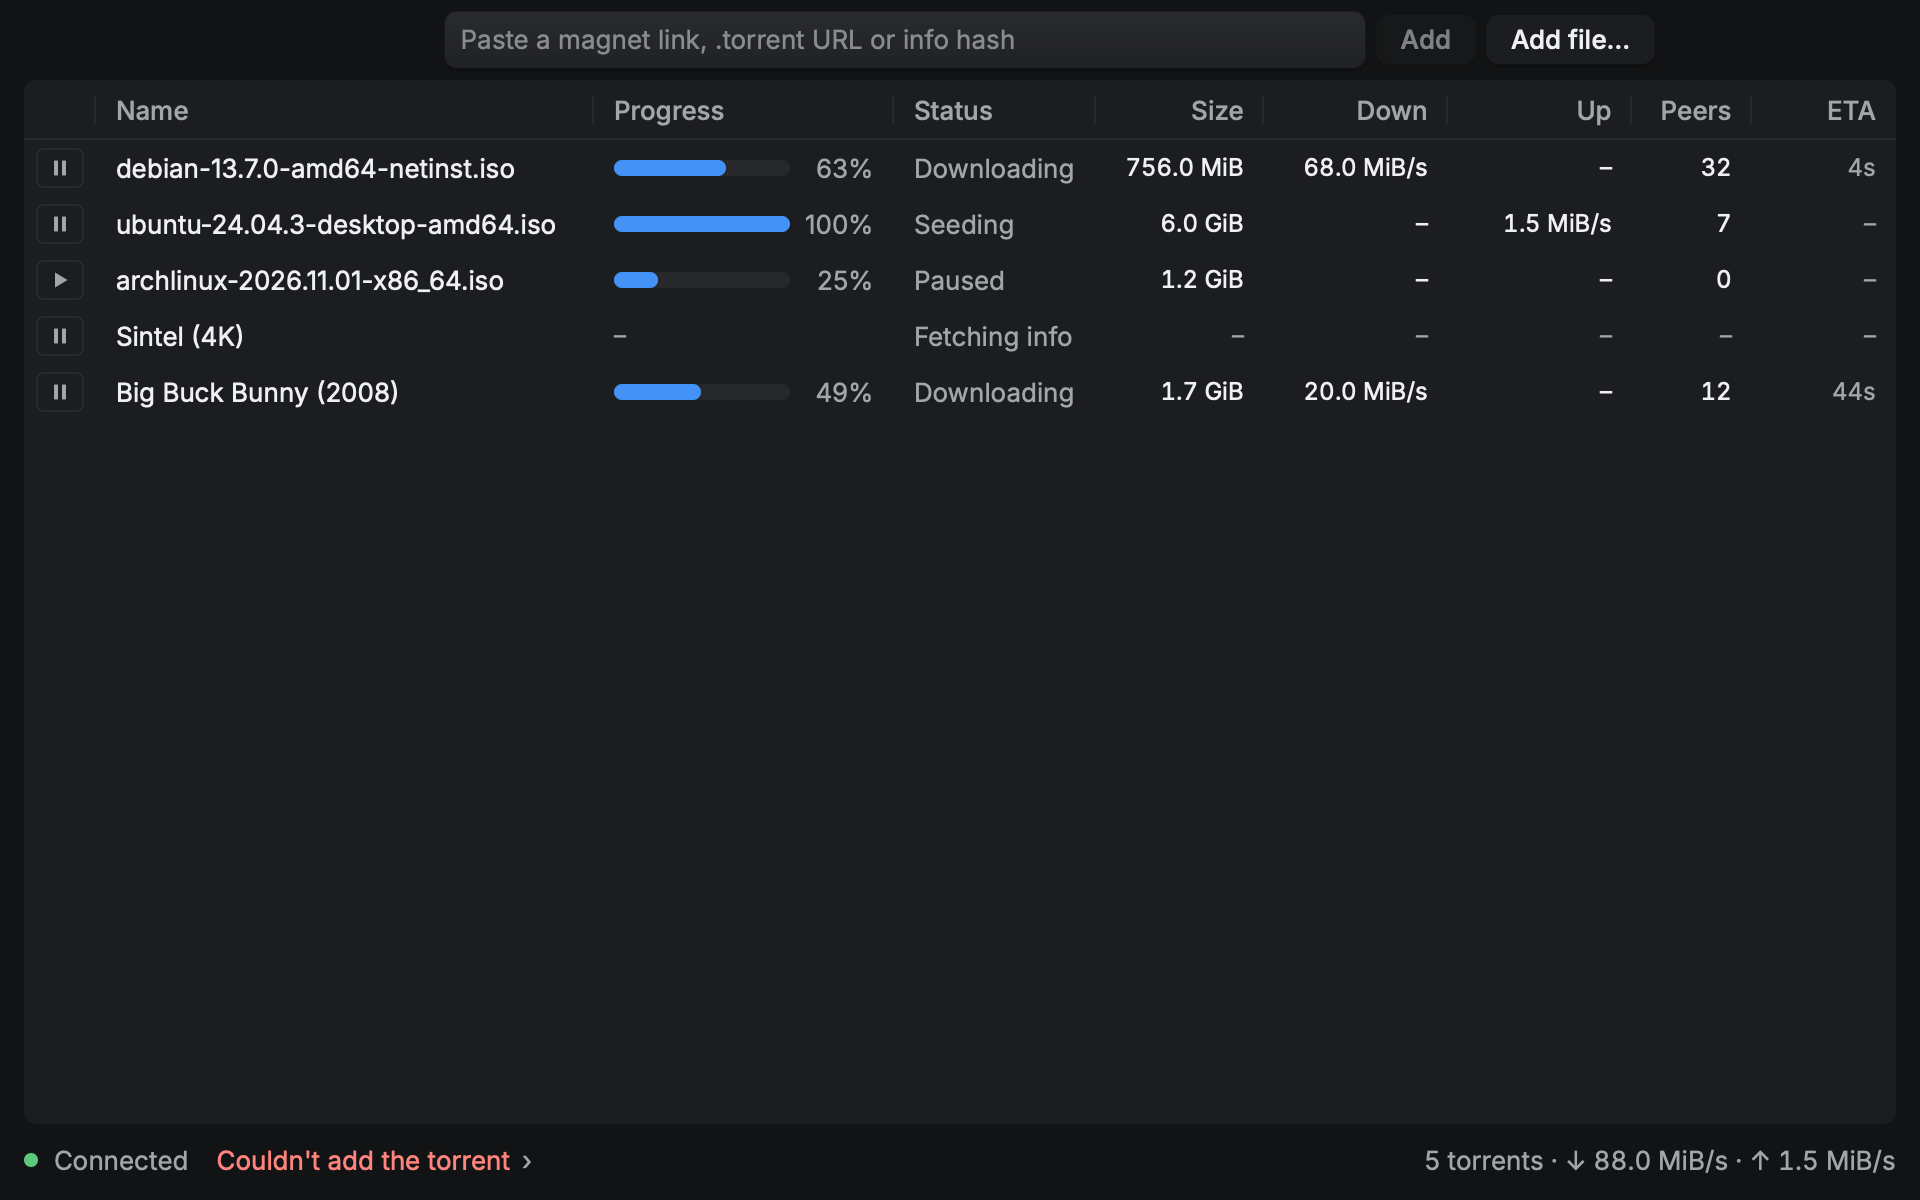 Paste a magnet link, .torrent URL or info hash Add Add file...
Name Progress Status Size Down Up Peers ETA
debian-13.7.0-amd64-netinst.iso 63% Downloading 756.0 MiB 68.0 MiB/s – 32 4s
ubuntu-24.04.3-desktop-amd64.iso 100% Seeding 6.0 GiB – 1.5 MiB/s 7 –
archlinux-2026.11.01-x86_64.iso 25% Paused 1.2 GiB – – 0 –
Sintel (4K) – Fetching info – – – – –
Big Buck Bunny (2008) 49% Downloading 1.7 GiB 20.0 MiB/s – 12 44s
Connected Couldn't add the torrent › 5 torrents · ↓ 88.0 MiB/s · ↑ 1.5 MiB/s